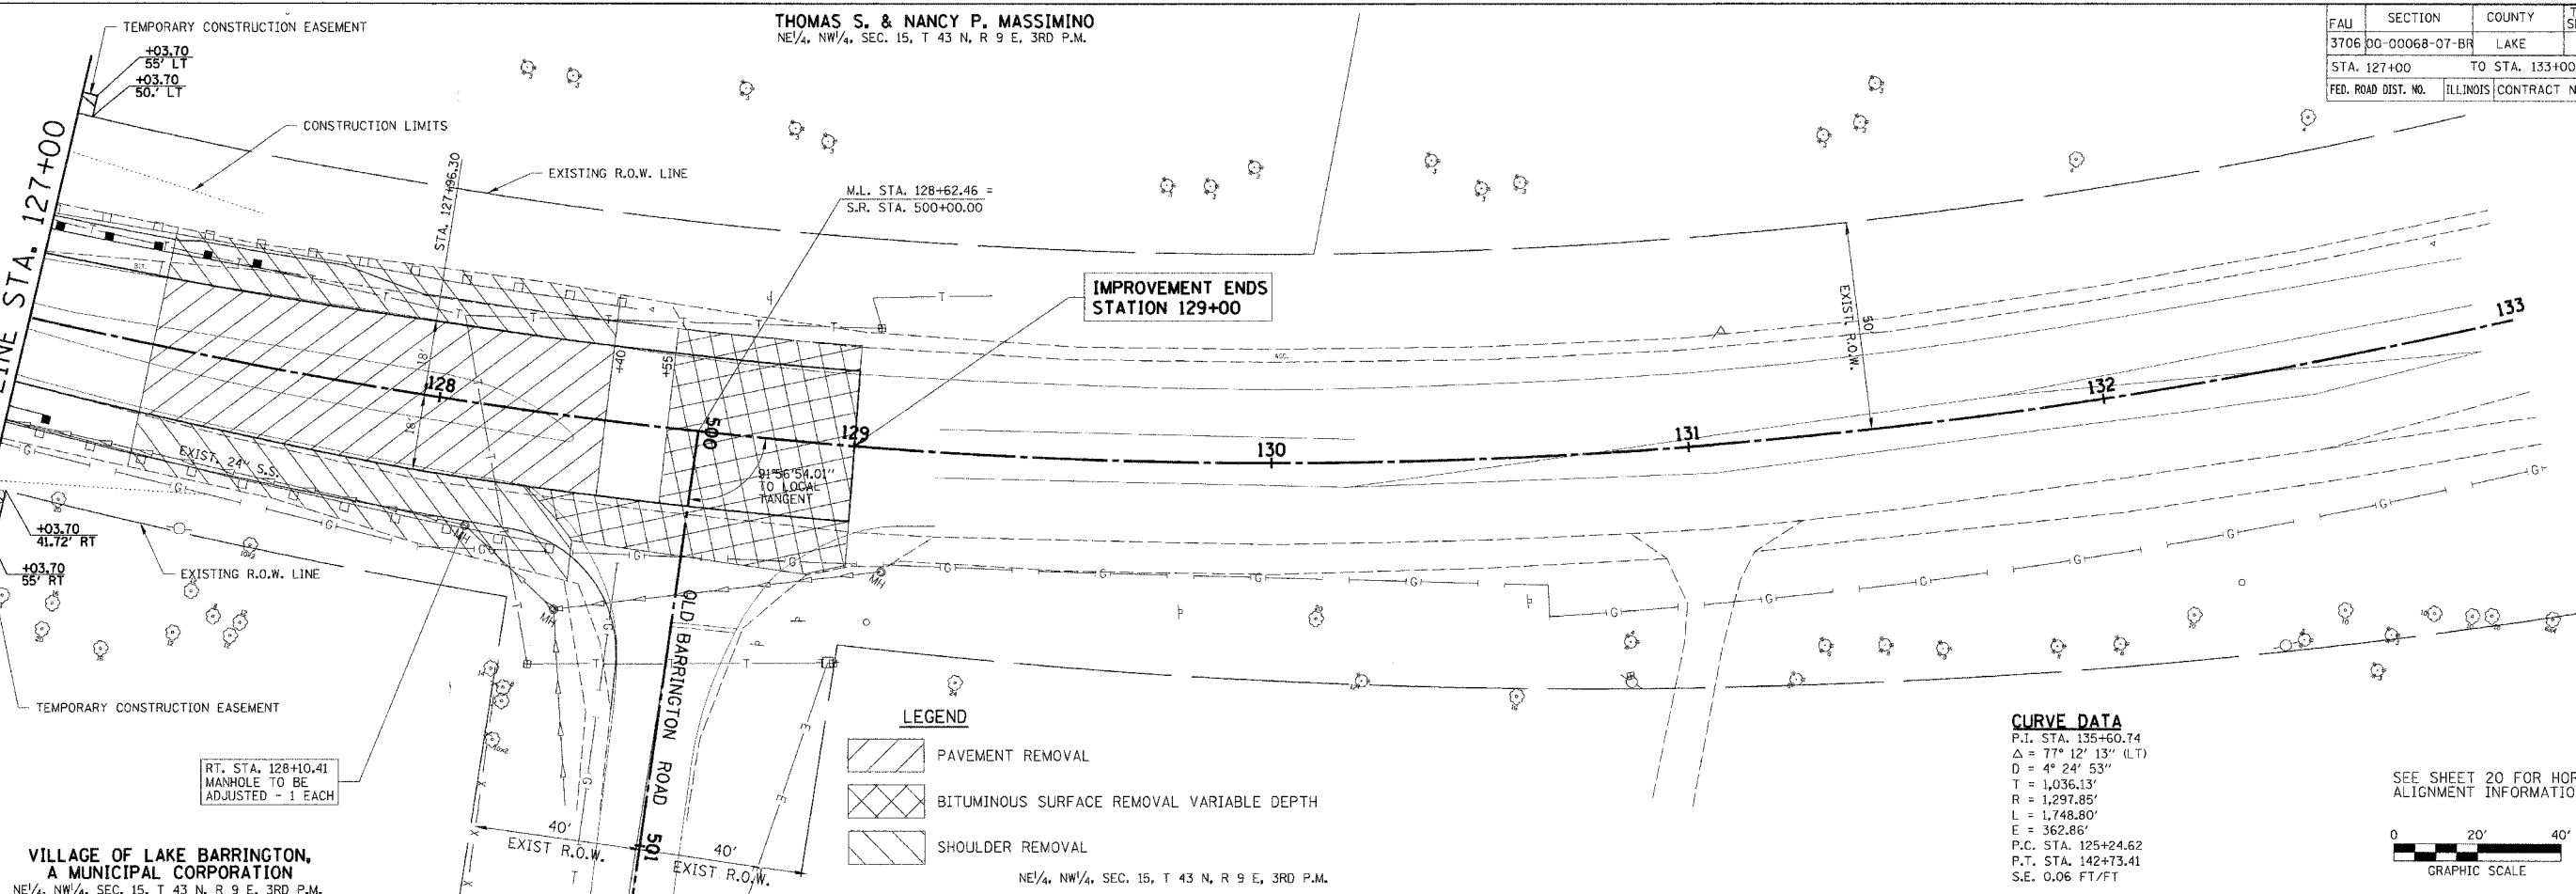 TEMPORARY CONSTRUCTION EASEMENT
+03.70
55' LT
+03.70
50.' LT
THOMAS S. & NANCY P. MASSIMINO
NE¼, NW¼, SEC. 15, T 43 N, R 9 E, 3RD P.M.
FAU SECTION COUNTY
3706 00-00068-07-BR LAKE
STA. 127+00 TO STA. 133+00
FED. ROAD DIST. NO. ILLINOIS CONTRACT
CONSTRUCTION LIMITS
EXISTING R.O.W. LINE
STA. 127+96.30
M.L. STA. 128+62.46 =
S.R. STA. 500+00.00
IMPROVEMENT ENDS
STATION 129+00
LINE STA. 127+00
BIT.
18'
18'
128
+40
+55
500
129
130
131
132
133
AGG.
50'
EXIST. R.O.W.
91°56'54.01"
TO LOCAL
TANGENT
EXIST. 24" S.S.
+03.70
41.72' RT
+03.70
55' RT
EXISTING R.O.W. LINE
MH
MH
MH
OLD BARRINGTON ROAD
TEMPORARY CONSTRUCTION EASEMENT
RT. STA. 128+10.41
MANHOLE TO BE
ADJUSTED - 1 EACH
VILLAGE OF LAKE BARRINGTON,
A MUNICIPAL CORPORATION
NE¼, NW¼, SEC. 15, T 43 N, R 9 E, 3RD P.M.
40'
EXIST R.O.W.
501
40'
EXIST R.O.W.
LEGEND
PAVEMENT REMOVAL
BITUMINOUS SURFACE REMOVAL VARIABLE DEPTH
SHOULDER REMOVAL
NE¼, NW¼, SEC. 15, T 43 N, R 9 E, 3RD P.M.
CURVE DATA
P.I. STA. 135+60.74
Δ = 77° 12' 13" (LT)
D = 4° 24' 53"
T = 1,036.13'
R = 1,297.85'
L = 1,748.80'
E = 362.86'
P.C. STA. 125+24.62
P.T. STA. 142+73.41
S.E. 0.06 FT/FT
SEE SHEET 20 FOR HOR
ALIGNMENT INFORMATIO
0 20' 40'
GRAPHIC SCALE